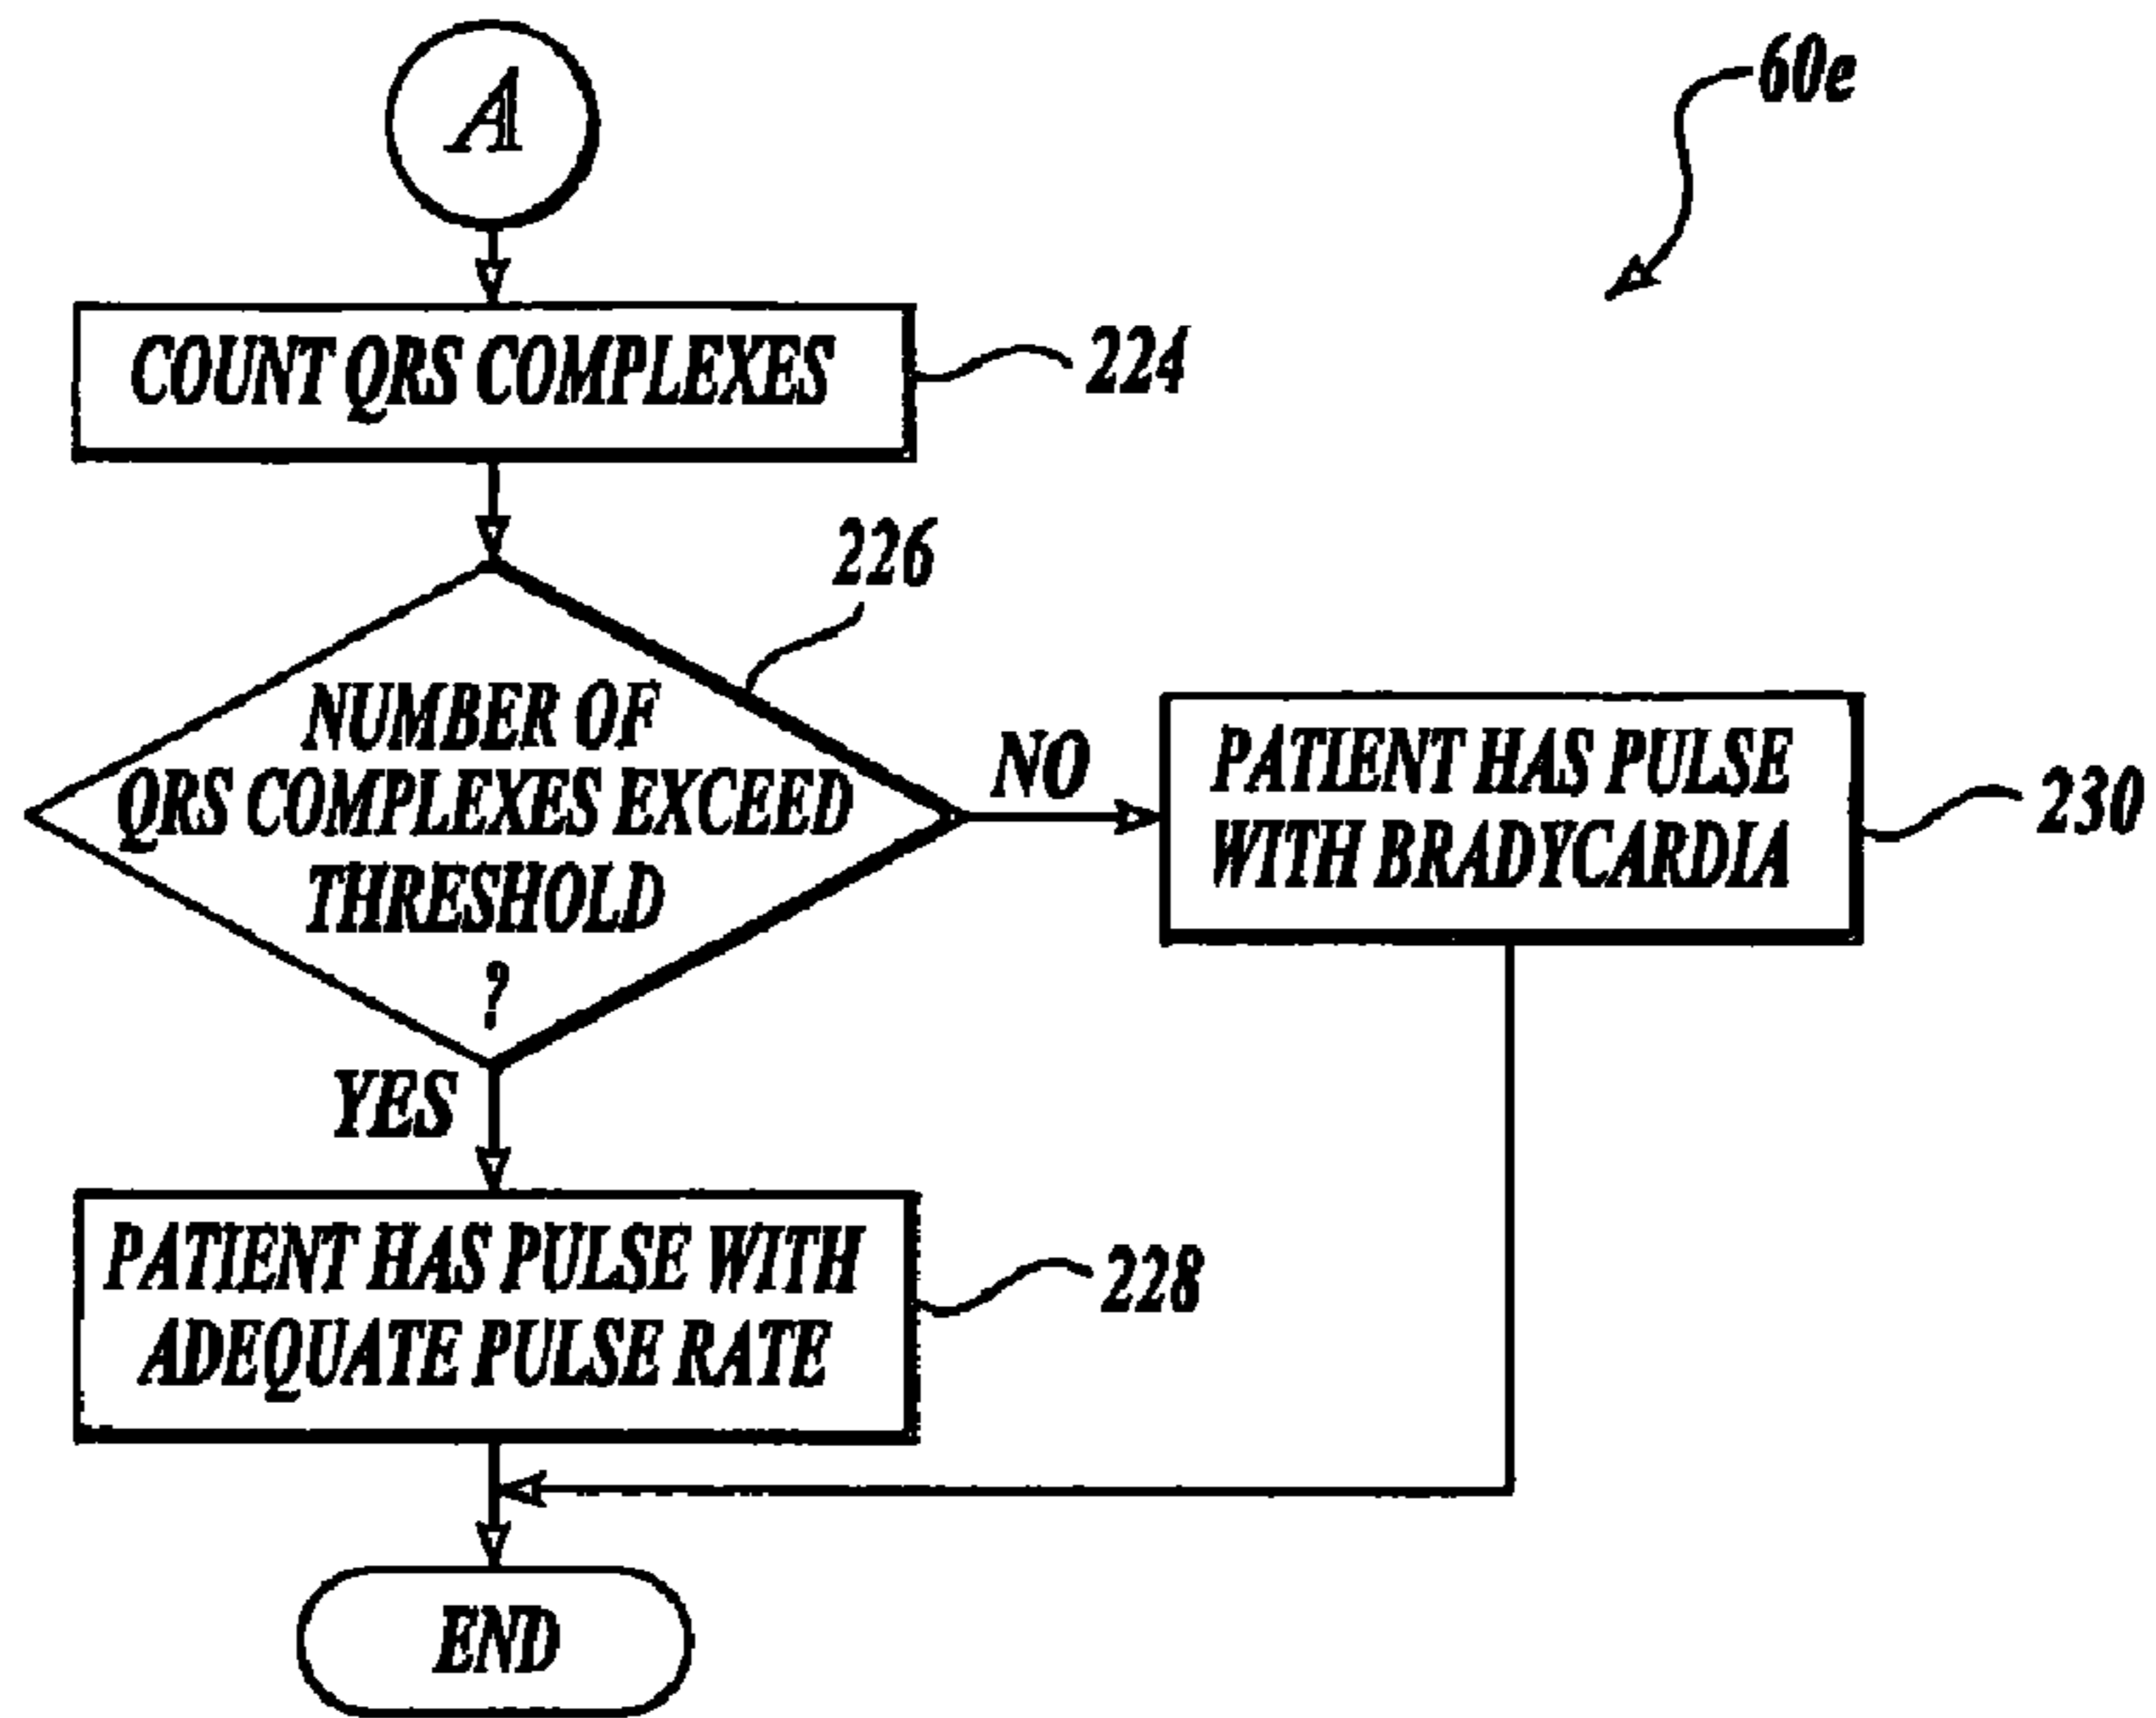 A
60e
COUNT QRS COMPLEXES
224
226
NUMBER OF
QRS COMPLEXES EXCEED
THRESHOLD
?
NO
PATIENT HAS PULSE
WITH BRADYCARDIA
230
YES
PATIENT HAS PULSE WITH
ADEQUATE PULSE RATE
228
END